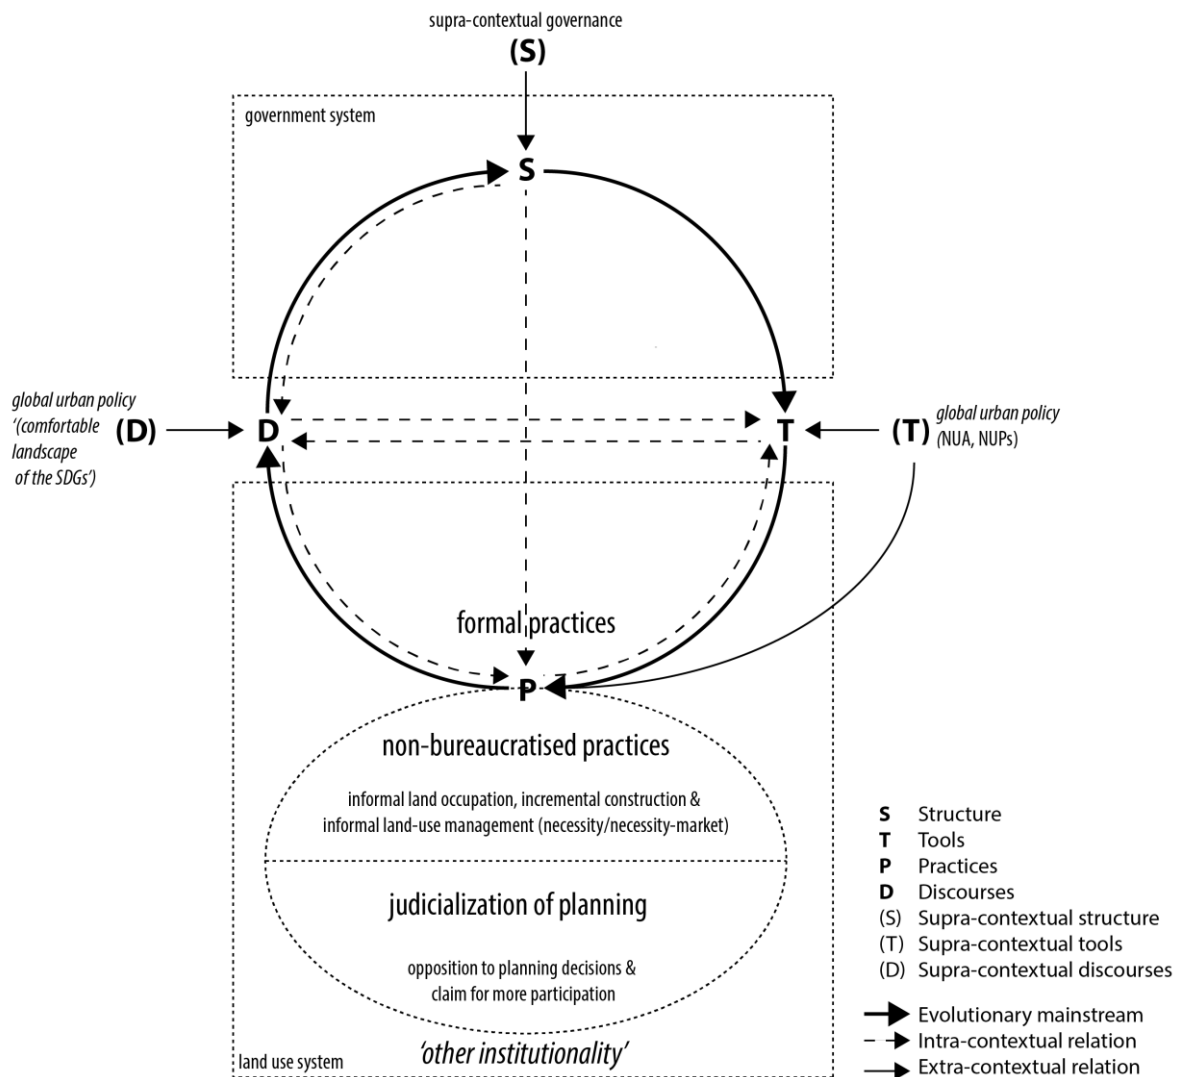 supra-contextual governance
(S)
government system
S
global urban policy
'(comfortable
landscape
of the SDGs')
(D)
D
T
(T)
global urban policy
(NUA, NUPs)
formal practices
P
non-bureaucratised practices
informal land occupation, incremental construction &
informal land-use management (necessity/necessity-market)
judicialization of planning
opposition to planning decisions &
claim for more participation
'other institutionality'
land use system
S Structure
T Tools
P Practices
D Discourses
(S) Supra-contextual structure
(T) Supra-contextual tools
(D) Supra-contextual discourses
Evolutionary mainstream
Intra-contextual relation
Extra-contextual relation